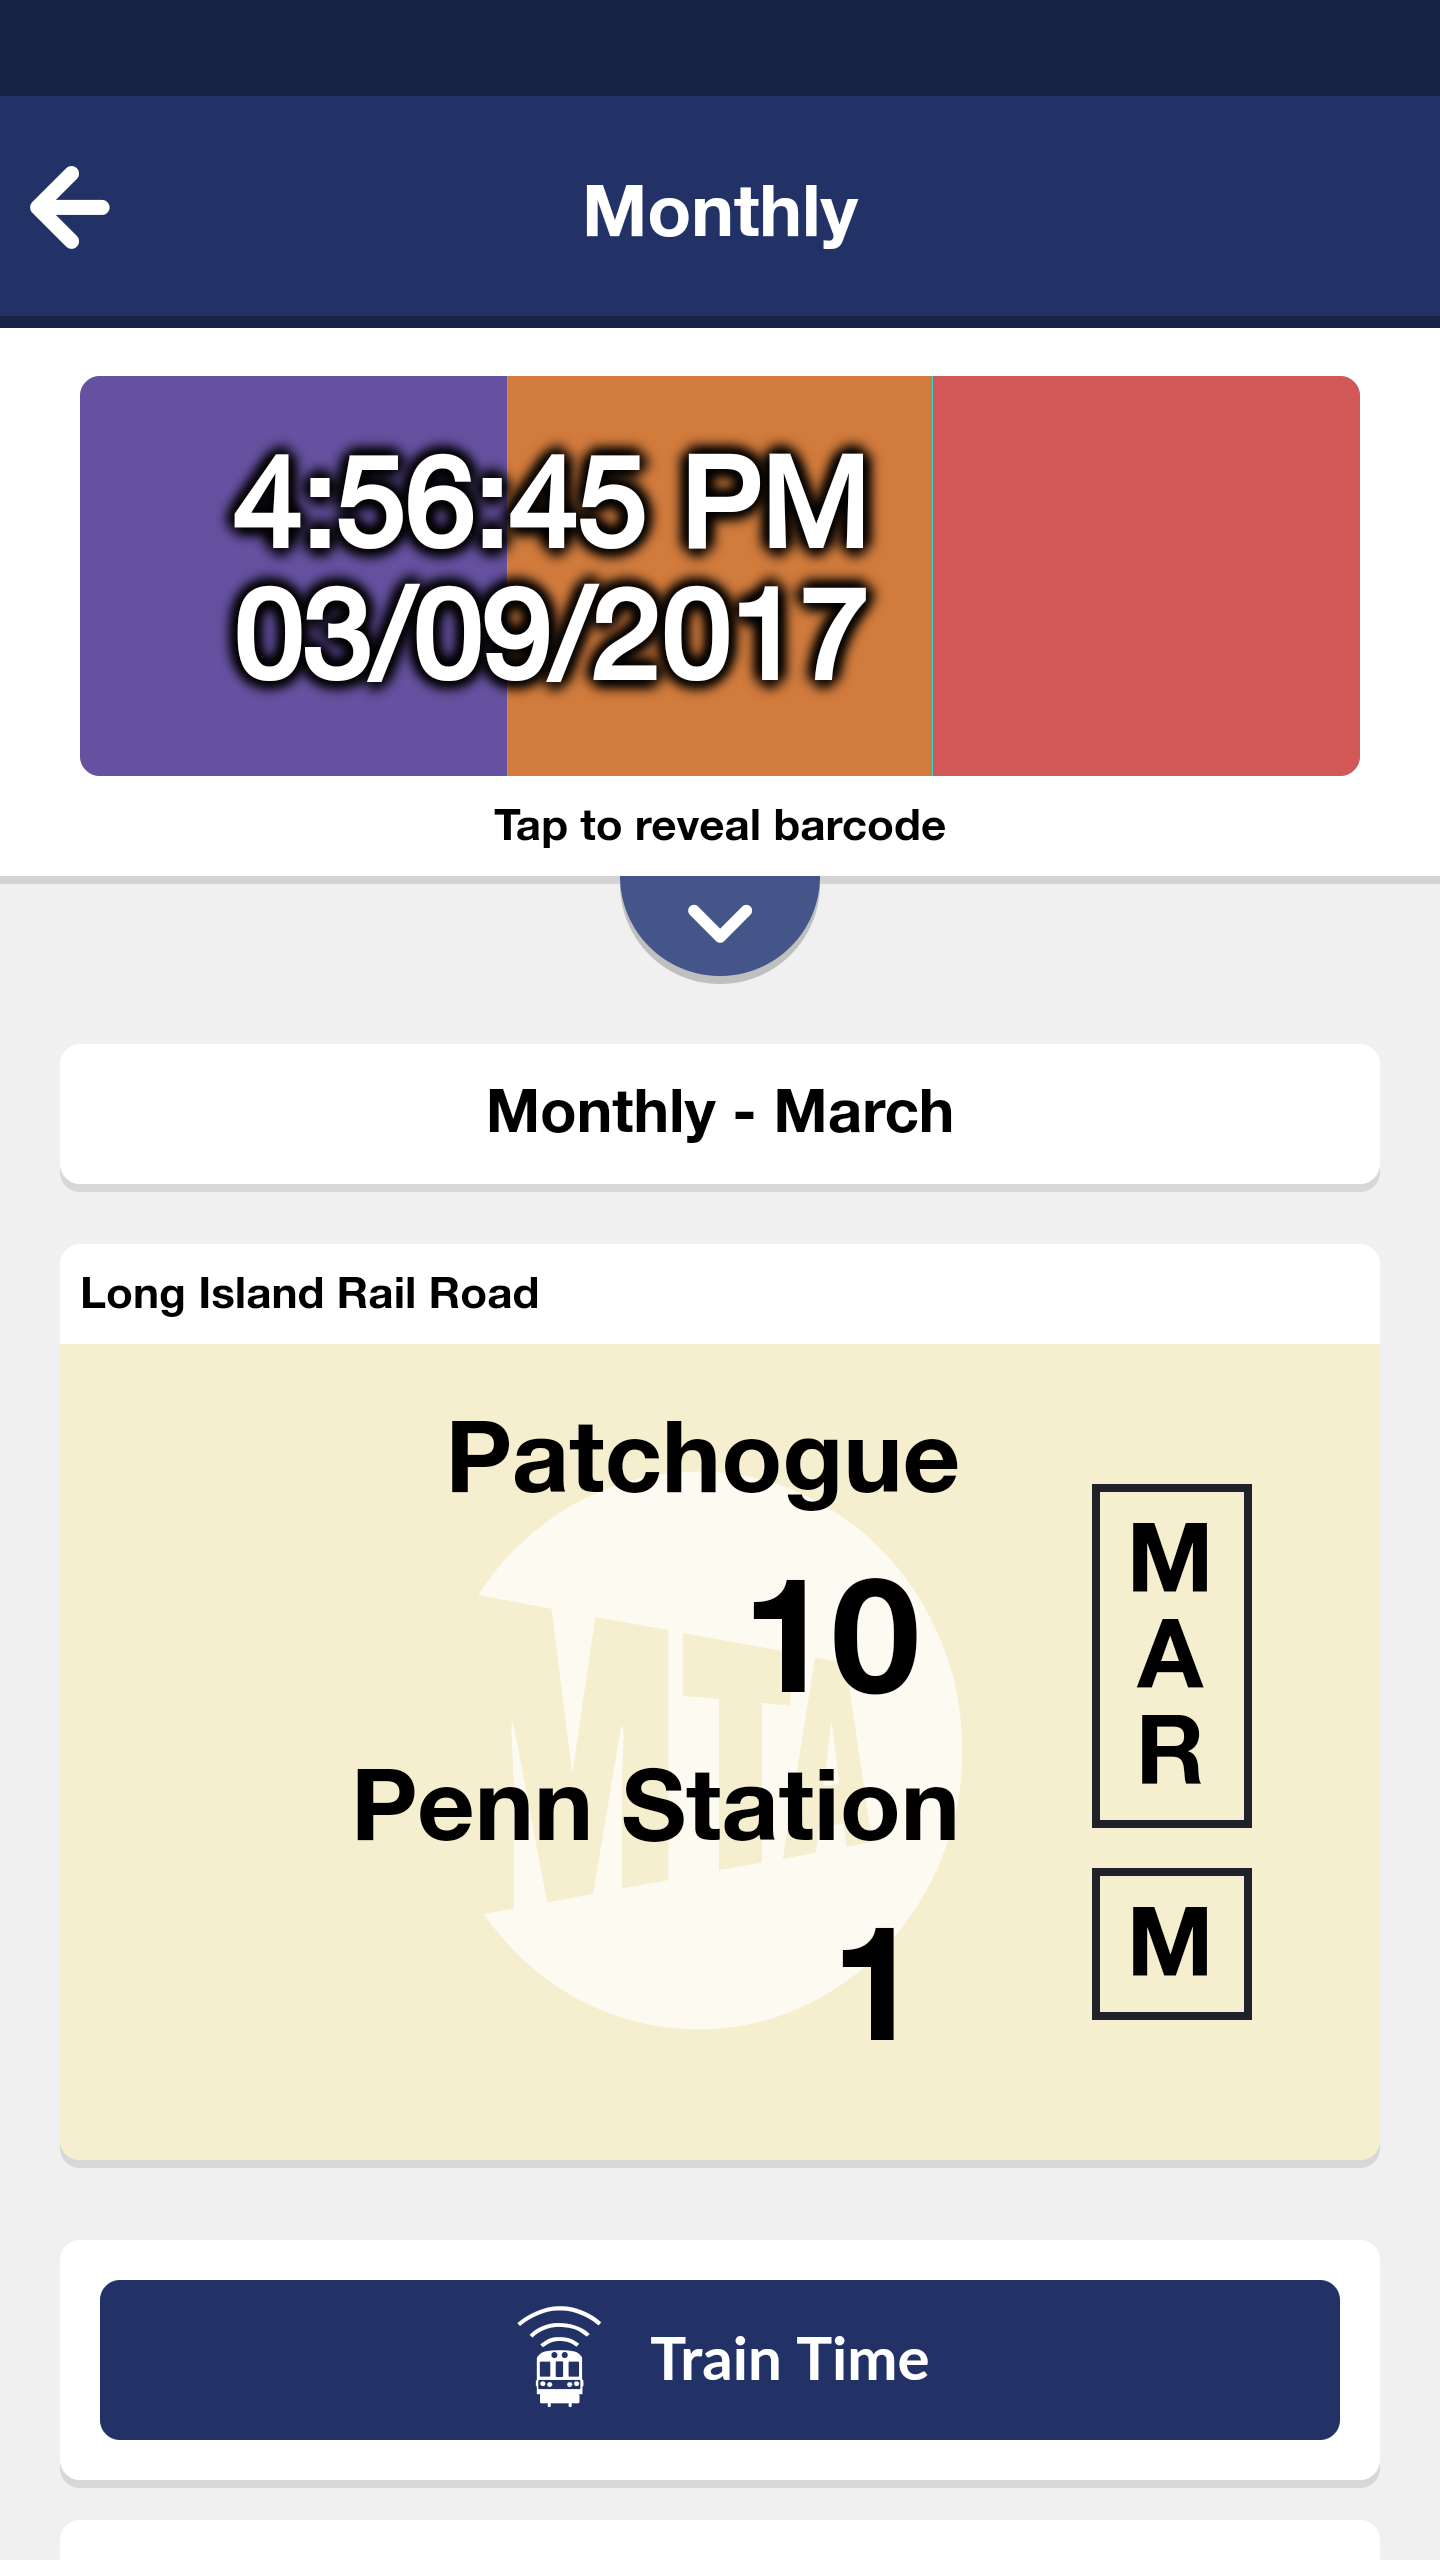 Monthly
4:56:45 PM
03/09/2017
Tap to reveal barcode
Monthly - March
Long Island Rail Road
Patchogue
10
Penn Station
1
MTA
M
A
R
M
Train Time